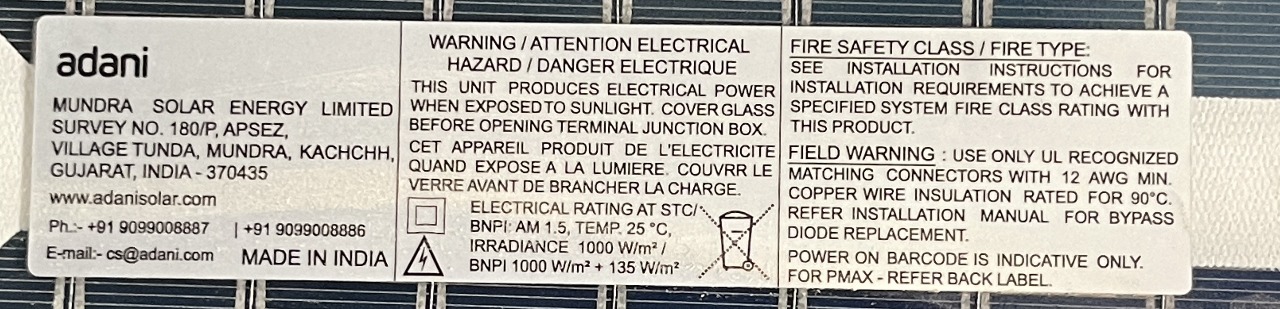 adani
MUNDRA SOLAR ENERGY LIMITED
SURVEY NO. 180/P, APSEZ,
VILLAGE TUNDA, MUNDRA, KACHCHH,
GUJARAT, INDIA - 370435
www.adanisolar.com
Ph.:- +91 9099008887 | +91 9099008886
E-mail:- cs@adani.com MADE IN INDIA
WARNING / ATTENTION ELECTRICAL
HAZARD / DANGER ELECTRIQUE
THIS UNIT PRODUCES ELECTRICAL POWER
WHEN EXPOSED TO SUNLIGHT. COVER GLASS
BEFORE OPENING TERMINAL JUNCTION BOX.
CET APPAREIL PRODUIT DE L'ELECTRICITE
QUAND EXPOSE A LA LUMIERE. COUVRR LE
VERRE AVANT DE BRANCHER LA CHARGE.
ELECTRICAL RATING AT STC/
BNPI: AM 1.5, TEMP. 25 °C,
IRRADIANCE 1000 W/m² /
BNPI 1000 W/m² + 135 W/m²
FIRE SAFETY CLASS / FIRE TYPE:
SEE INSTALLATION INSTRUCTIONS FOR
INSTALLATION REQUIREMENTS TO ACHIEVE A
SPECIFIED SYSTEM FIRE CLASS RATING WITH
THIS PRODUCT.
FIELD WARNING : USE ONLY UL RECOGNIZED
MATCHING CONNECTORS WITH 12 AWG MIN.
COPPER WIRE INSULATION RATED FOR 90°C.
REFER INSTALLATION MANUAL FOR BYPASS
DIODE REPLACEMENT.
POWER ON BARCODE IS INDICATIVE ONLY.
FOR PMAX - REFER BACK LABEL.